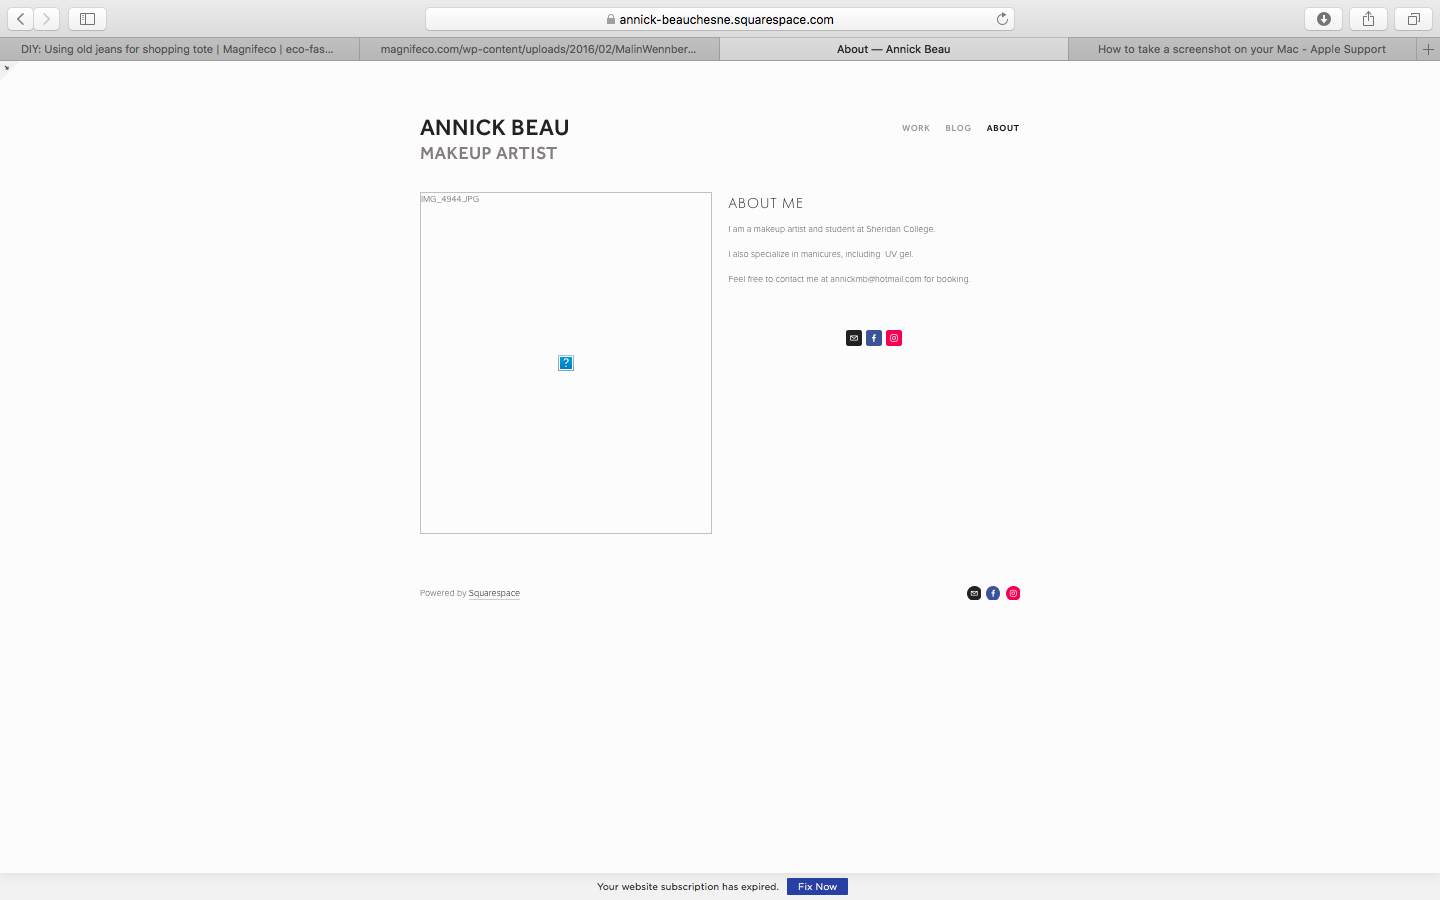 annick-beauchesne.squarespace.com
DIY: Using old jeans for shopping tote | Magnifeco | eco-fas...
magnifeco.com/wp-content/uploads/2016/02/MalinWennber...
About — Annick Beau
How to take a screenshot on your Mac - Apple Support
ANNICK BEAU
MAKEUP ARTIST
WORK BLOG ABOUT
IMG_4944.JPG
?
ABOUT ME
I am a makeup artist and student at Sheridan College.
I also specialize in manicures, including  UV gel.
Feel free to contact me at annickmb@hotmail.com for booking.
Powered by Squarespace
Your website subscription has expired. Fix Now